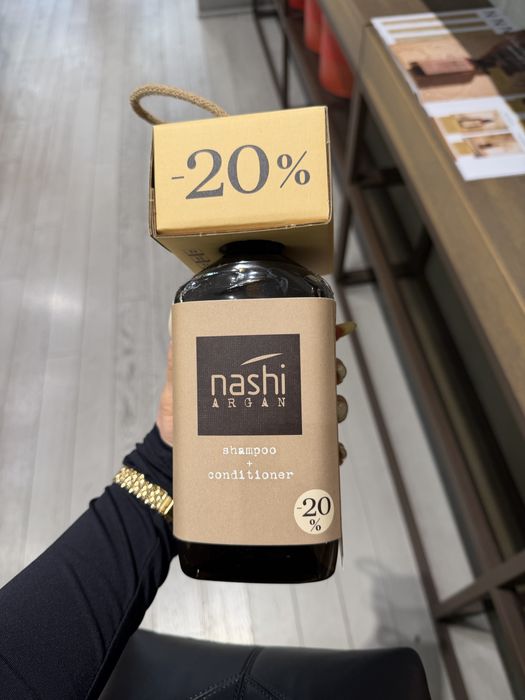 -20%
nashi
ARGAN
shampoo
+
conditioner
-20
%